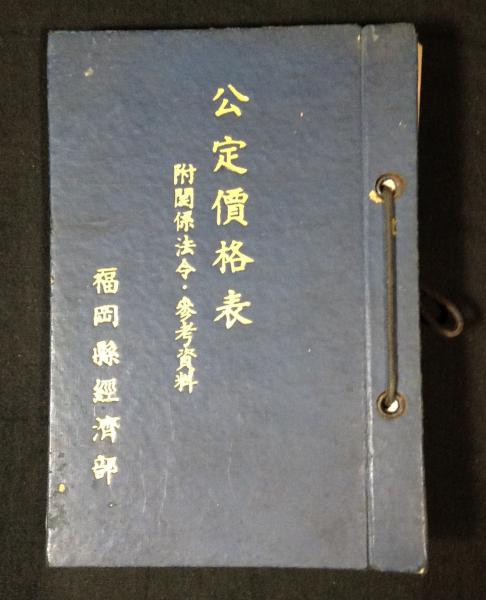 公定價格表
附関係法令・參考資料
福岡縣經濟部